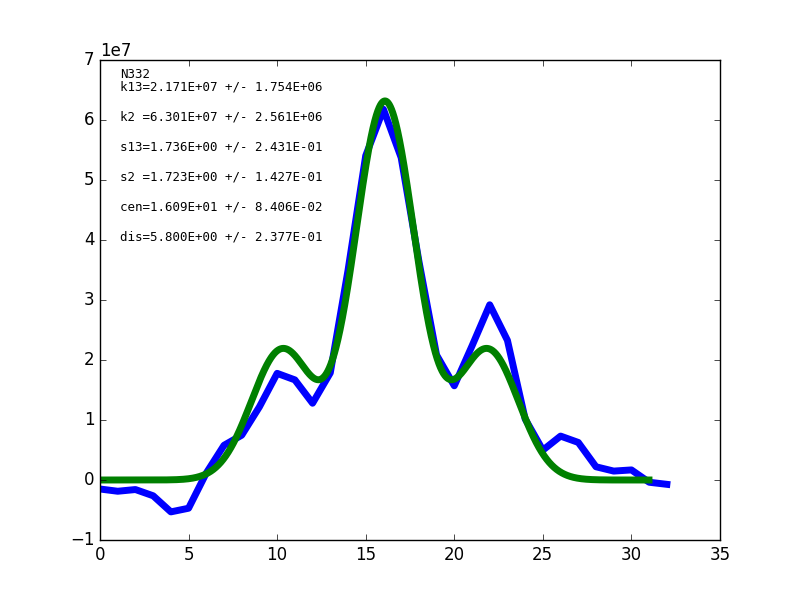 1e7
7
6
5
4
3
2
1
0
−1
N332
k13=2.171E+07 +/- 1.754E+06
k2 =6.301E+07 +/- 2.561E+06
s13=1.736E+00 +/- 2.431E-01
s2 =1.723E+00 +/- 1.427E-01
cen=1.609E+01 +/- 8.406E-02
dis=5.800E+00 +/- 2.377E-01
0 5 10 15 20 25 30 35